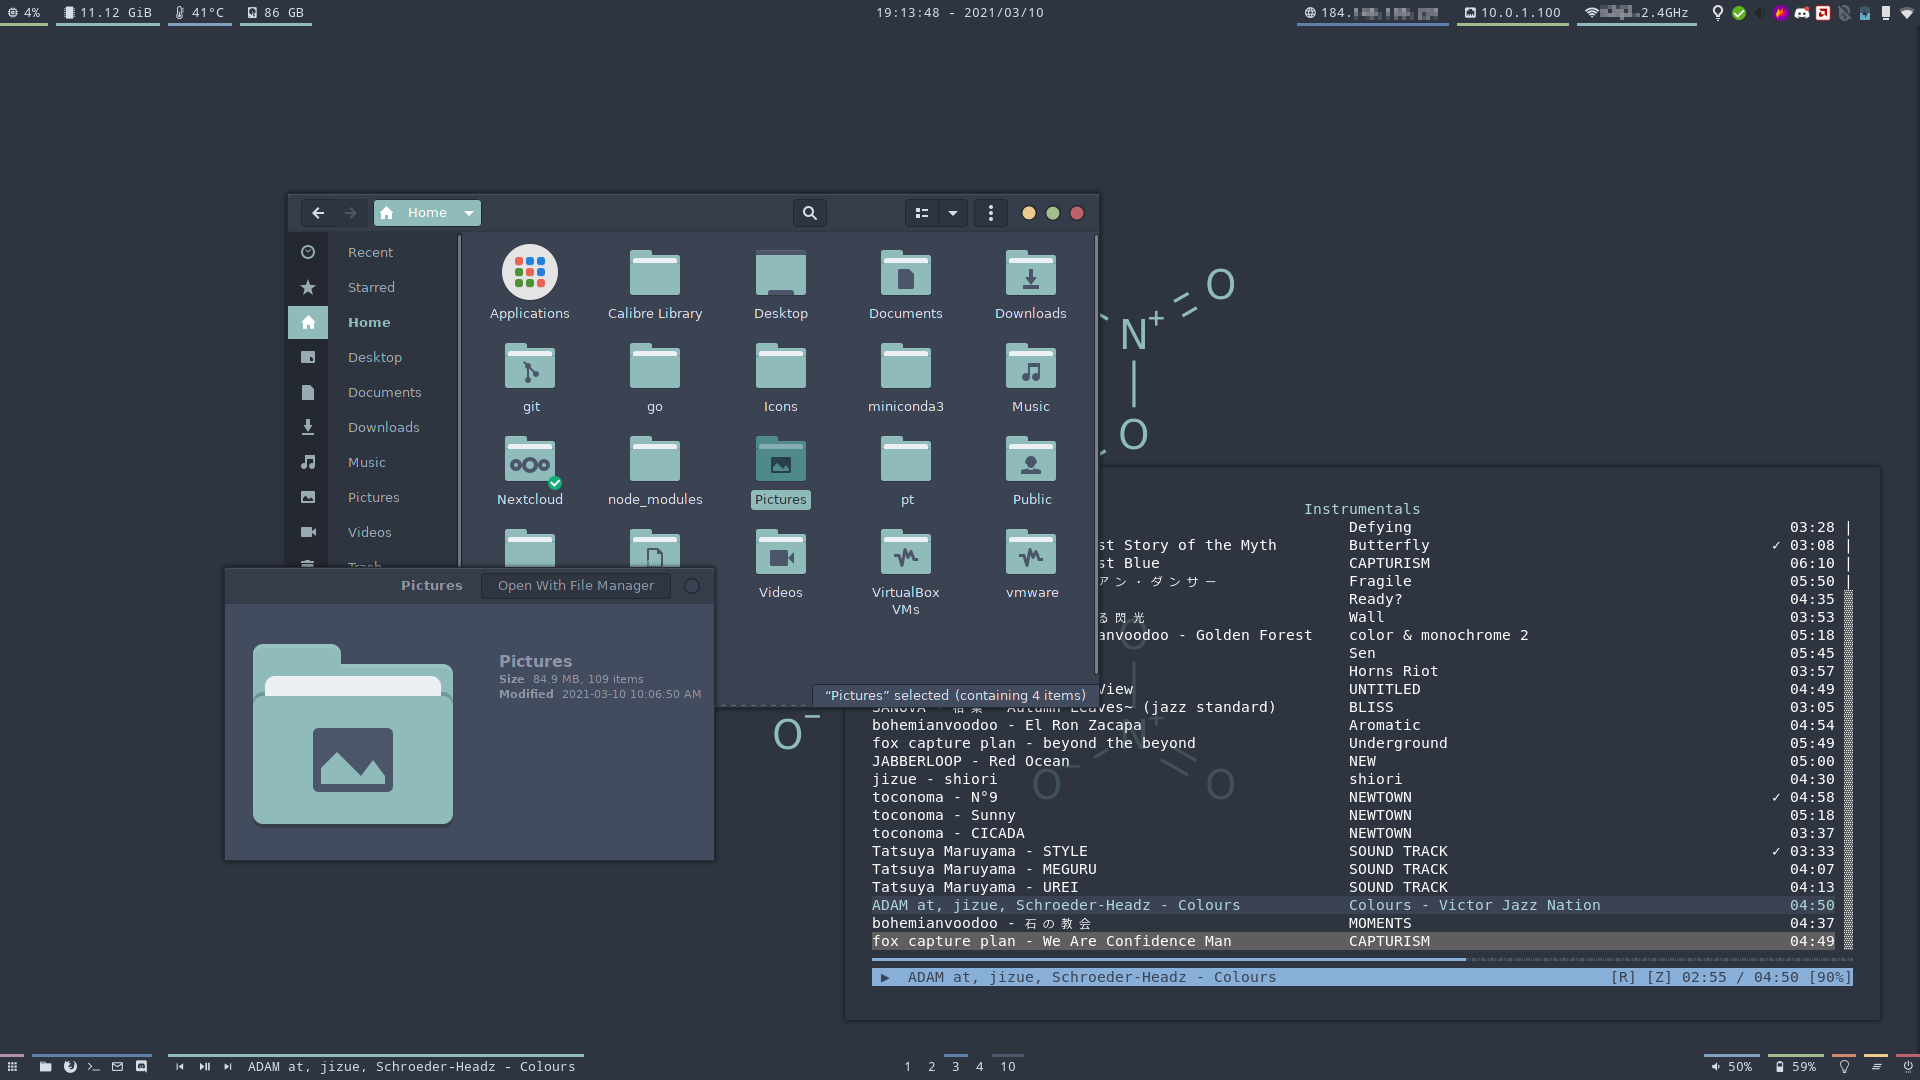 4% 11.12 GiB 41°C 86 GB 19:13:48 - 2021/03/10 184. 10.0.1.100 2.4GHz
Home
Recent
Starred
Home
Desktop
Documents
Downloads
Music
Pictures
Videos
Trash
Applications Calibre Library Desktop Documents Downloads
git go Icons miniconda3 Music
Nextcloud node_modules Pictures pt Public
Videos VirtualBox VMs vmware
“Pictures” selected (containing 4 items)
Pictures Open With File Manager
Pictures
Size 84.9 MB, 109 items
Modified 2021-03-10 10:06:50 AM
O
N+
O
O−
O
N+
O− O
Instrumentals
Defying 03:28 |
st Story of the Myth Butterfly ✓ 03:08 |
st Blue CAPTURISM 06:10 |
アン・ダンサー Fragile 05:50 |
Ready? 04:35
る閃光 Wall 03:53
anvoodoo - Golden Forest color & monochrome 2 05:18
Sen 05:45
Horns Riot 03:57
View UNTITLED 04:49
Autumn Leaves~ (jazz standard) BLISS 03:05
bohemianvoodoo - El Ron Zacapa Aromatic 04:54
fox capture plan - beyond the beyond Underground 05:49
JABBERLOOP - Red Ocean NEW 05:00
jizue - shiori shiori 04:30
toconoma - N°9 NEWTOWN ✓ 04:58
toconoma - Sunny NEWTOWN 05:18
toconoma - CICADA NEWTOWN 03:37
Tatsuya Maruyama - STYLE SOUND TRACK ✓ 03:33
Tatsuya Maruyama - MEGURU SOUND TRACK 04:07
Tatsuya Maruyama - UREI SOUND TRACK 04:13
ADAM at, jizue, Schroeder-Headz - Colours Colours - Victor Jazz Nation 04:50
bohemianvoodoo - 石の教会 MOMENTS 04:37
fox capture plan - We Are Confidence Man CAPTURISM 04:49
▶ ADAM at, jizue, Schroeder-Headz - Colours [R] [Z] 02:55 / 04:50 [90%]
ADAM at, jizue, Schroeder-Headz - Colours 1 2 3 4 10 50% 59%